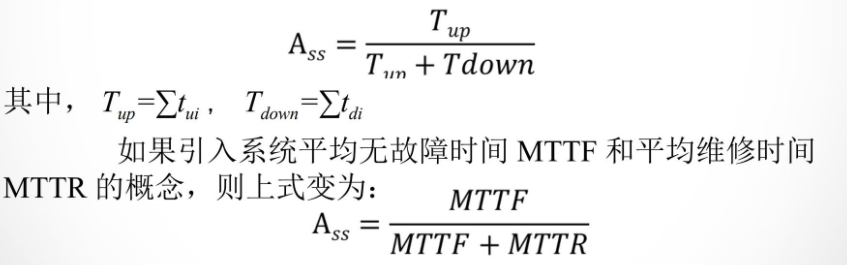 A_ss = T_up / (T_up + Tdown)
其中， T_up=∑t_ui ， T_down=∑t_di
如果引入系统平均无故障时间 MTTF 和平均维修时间
MTTR 的概念，则上式变为：
A_ss = MTTF / (MTTF + MTTR)